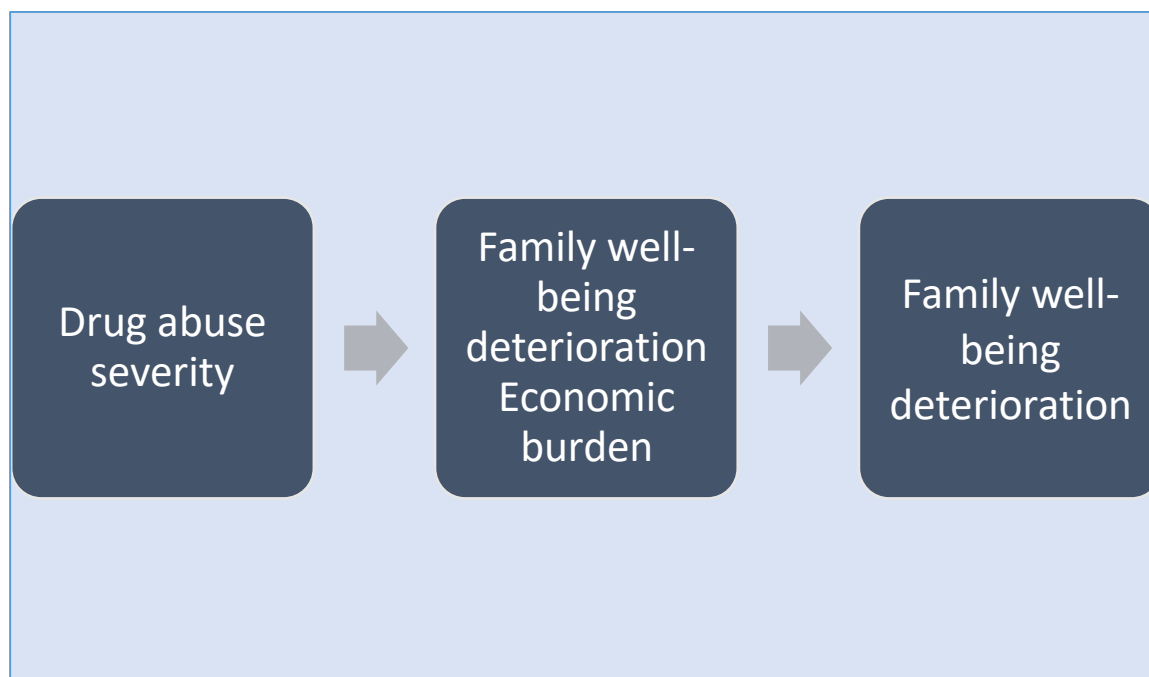 Drug abuse
severity
Family well-
being
deterioration
Economic
burden
Family well-
being
deterioration